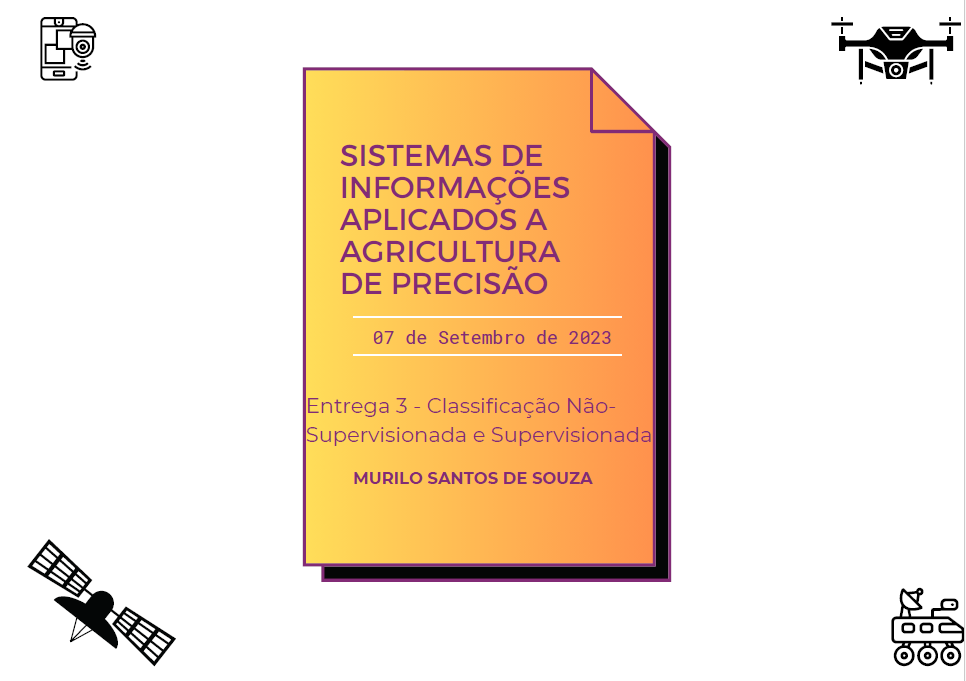 SISTEMAS DE
INFORMAÇÕES
APLICADOS A
AGRICULTURA
DE PRECISÃO
07 de Setembro de 2023
Entrega 3 - Classificação Não-
Supervisionada e Supervisionada
MURILO SANTOS DE SOUZA